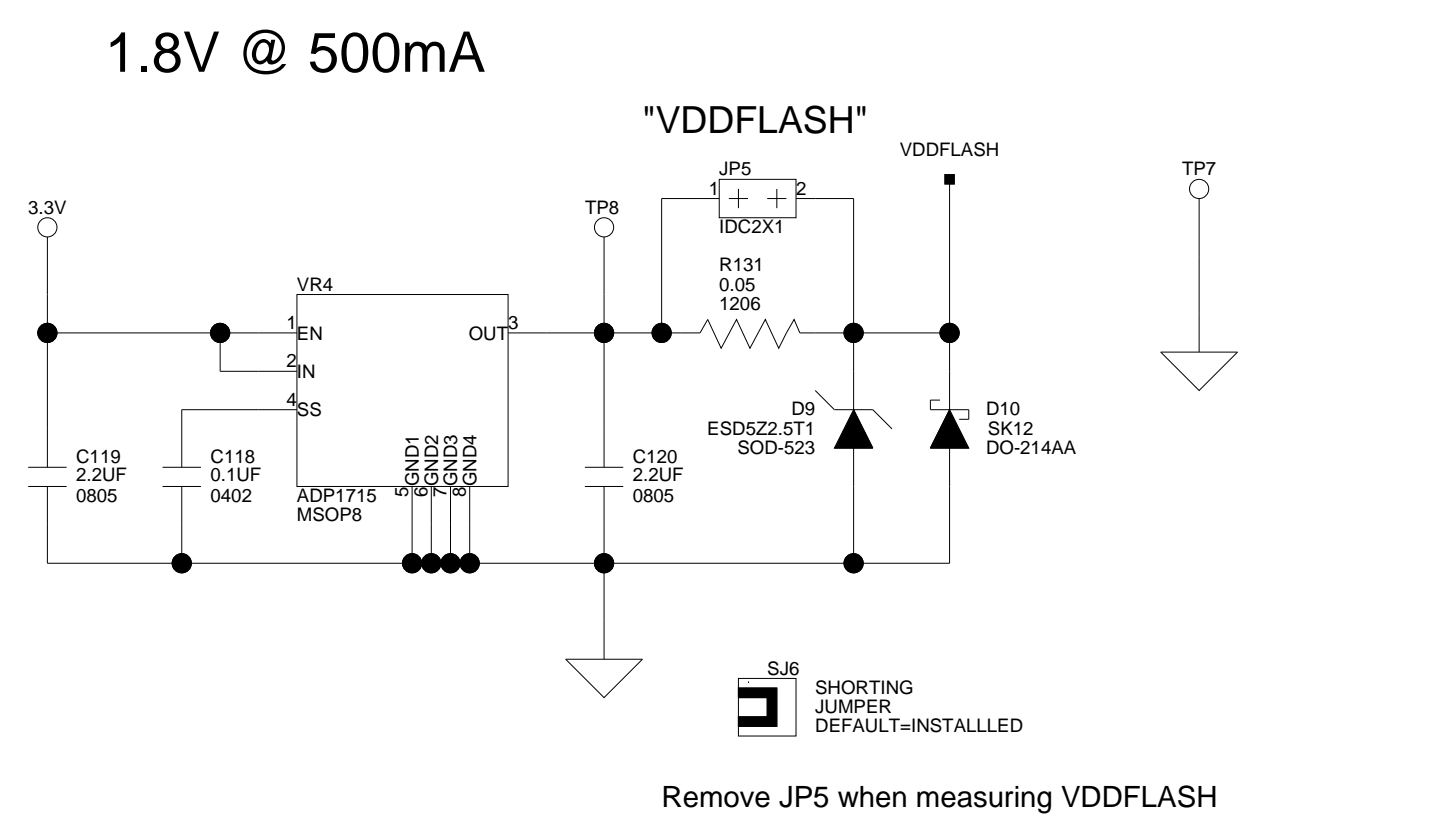 1.8V @ 500mA
"VDDFLASH"
VDDFLASH
JP5
TP7
1
2
3.3V
TP8
IDC2X1
R131
0.05
1206
VR4
1
EN
OUT
3
2
IN
4
SS
D9
ESD5Z2.5T1
SOD-523
D10
SK12
DO-214AA
C119
2.2UF
0805
C118
0.1UF
0402
GND1
GND2
GND3
GND4
5
6
7
8
ADP1715
MSOP8
C120
2.2UF
0805
SJ6
SHORTING
JUMPER
DEFAULT=INSTALLLED
Remove JP5 when measuring VDDFLASH